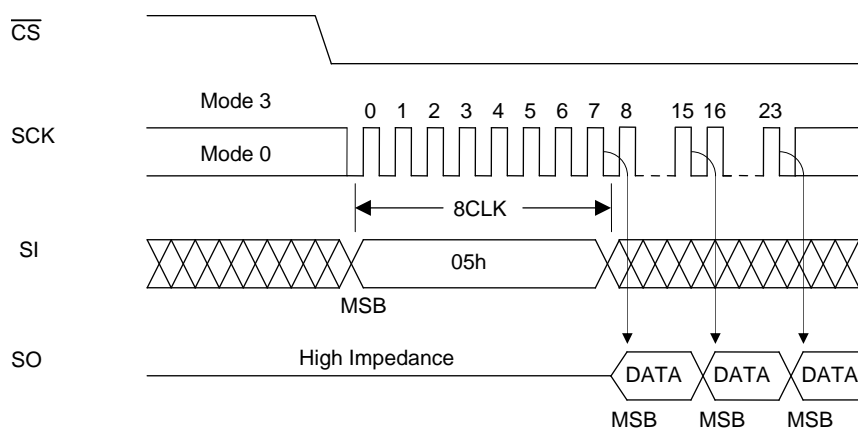 CS
Mode 3
0 1 2 3 4 5 6 7 8 15 16 23
SCK
Mode 0
8CLK
SI
05h
MSB
SO
High Impedance
DATA DATA DATA
MSB MSB MSB